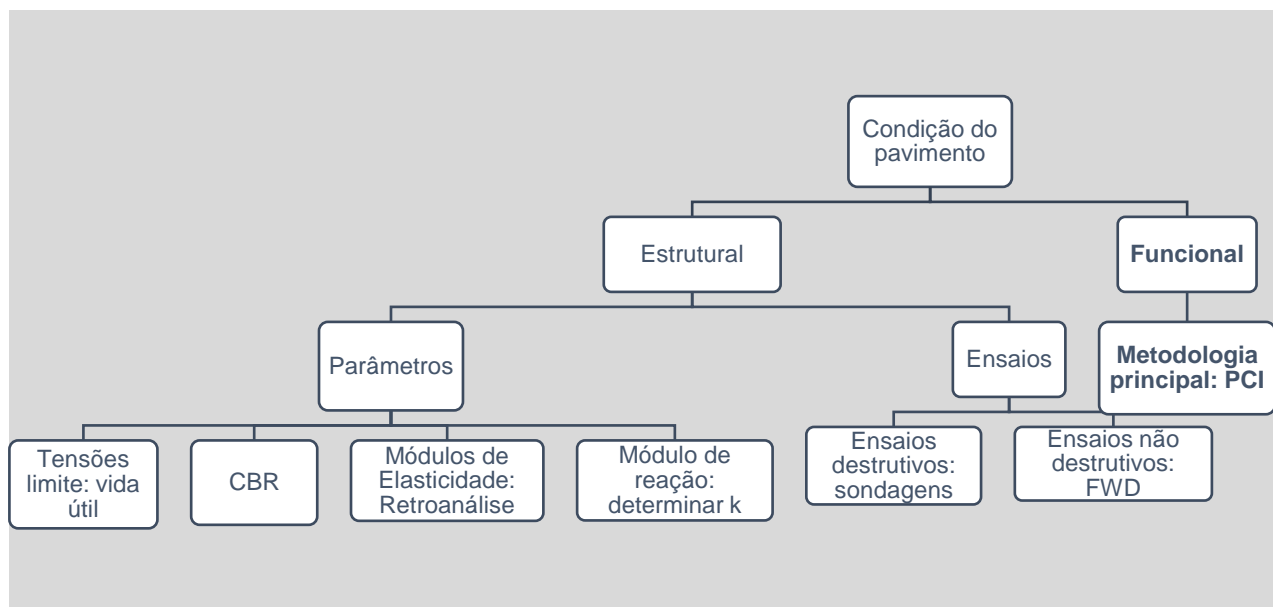 Condição do
pavimento
Estrutural
Funcional
Parâmetros
Ensaios
Metodologia
principal: PCI
Tensões
limite: vida
útil
CBR
Módulos de
Elasticidade:
Retroanálise
Módulo de
reação:
determinar k
Ensaios
destrutivos:
sondagens
Ensaios não
destrutivos:
FWD